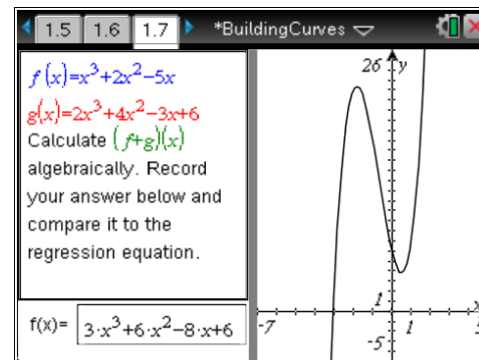 1.5 1.6 1.7 *BuildingCurves
f(x)=x³+2x²−5x
g(x)=2x³+4x²−3x+6
Calculate (f+g)(x)
algebraically. Record
your answer below and
compare it to the
regression equation.
f(x)= 3·x³+6·x²−8·x+6
26 y
1
x
-7
1
-5